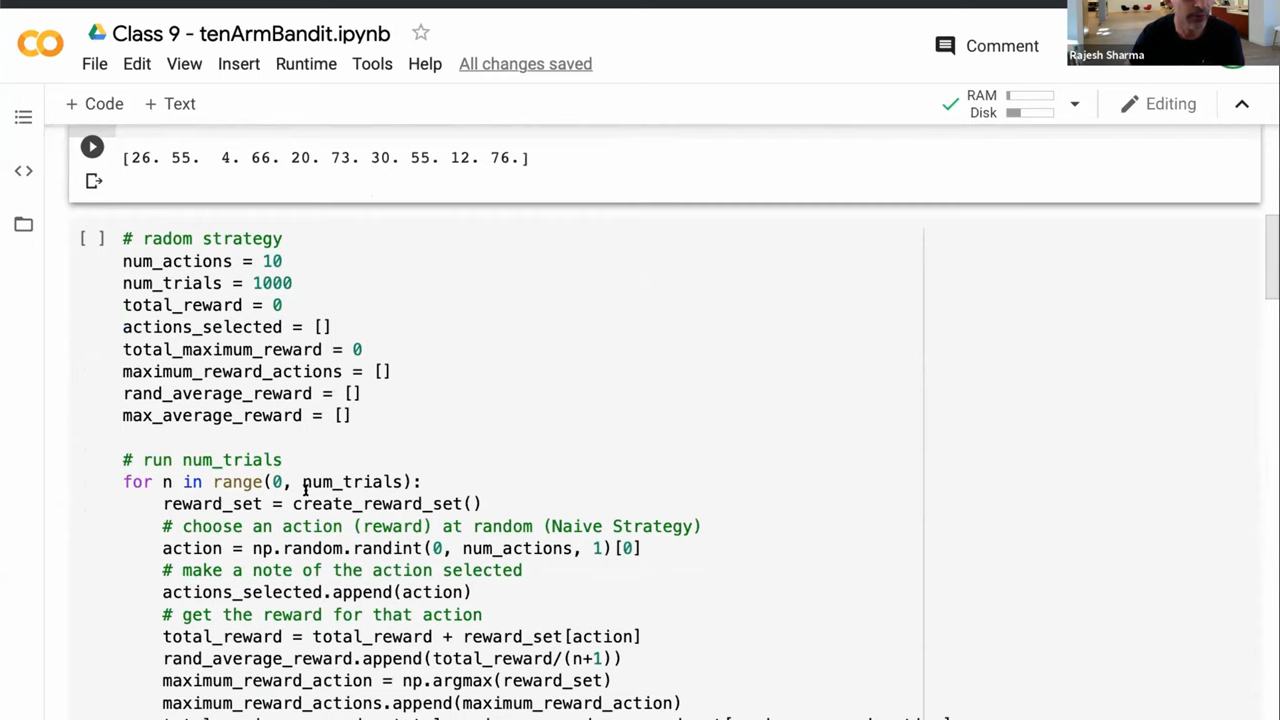 Class 9 - tenArmBandit.ipynb
Rajesh Sharma
Comment
File Edit View Insert Runtime Tools Help All changes saved
+ Code + Text
RAM
Disk
Editing
[26. 55.  4. 66. 20. 73. 30. 55. 12. 76.]
[ ] # radom strategy
num_actions = 10
num_trials = 1000
total_reward = 0
actions_selected = []
total_maximum_reward = 0
maximum_reward_actions = []
rand_average_reward = []
max_average_reward = []
# run num_trials
for n in range(0, num_trials):
reward_set = create_reward_set()
# choose an action (reward) at random (Naive Strategy)
action = np.random.randint(0, num_actions, 1)[0]
# make a note of the action selected
actions_selected.append(action)
# get the reward for that action
total_reward = total_reward + reward_set[action]
rand_average_reward.append(total_reward/(n+1))
maximum_reward_action = np.argmax(reward_set)
maximum_reward_actions.append(maximum_reward_action)